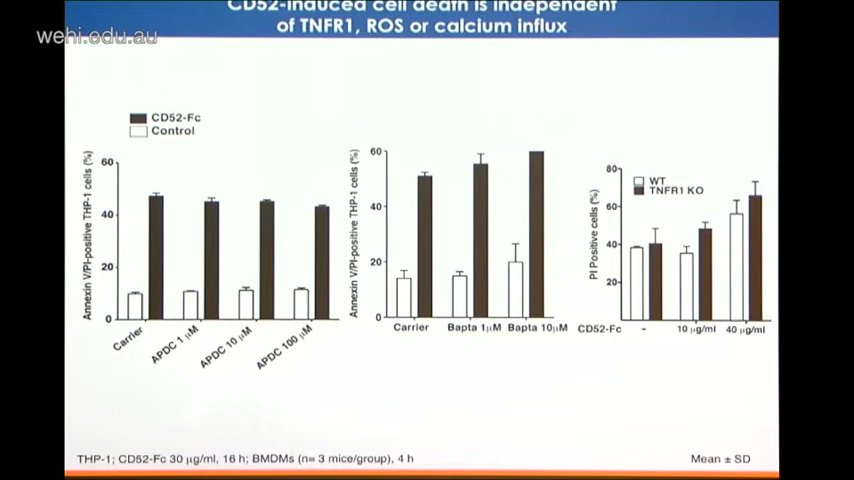 CD52-induced cell death is independent
of TNFR1, ROS or calcium influx
wehi.edu.au
CD52-Fc
Control
Annexin V/PI-positive THP-1 cells (%)
60
40
20
0
Carrier
APDC 1 µM
APDC 10 µM
APDC 100 µM
Annexin V/PI-positive THP-1 cells (%)
60
40
20
0
Carrier
Bapta 1µM
Bapta 10µM
WT
TNFR1 KO
PI Positive cells (%)
80
60
40
20
CD52-Fc
-
10 µg/ml
40 µg/ml
THP-1; CD52-Fc 30 µg/ml, 16 h; BMDMs (n= 3 mice/group), 4 h
Mean ± SD